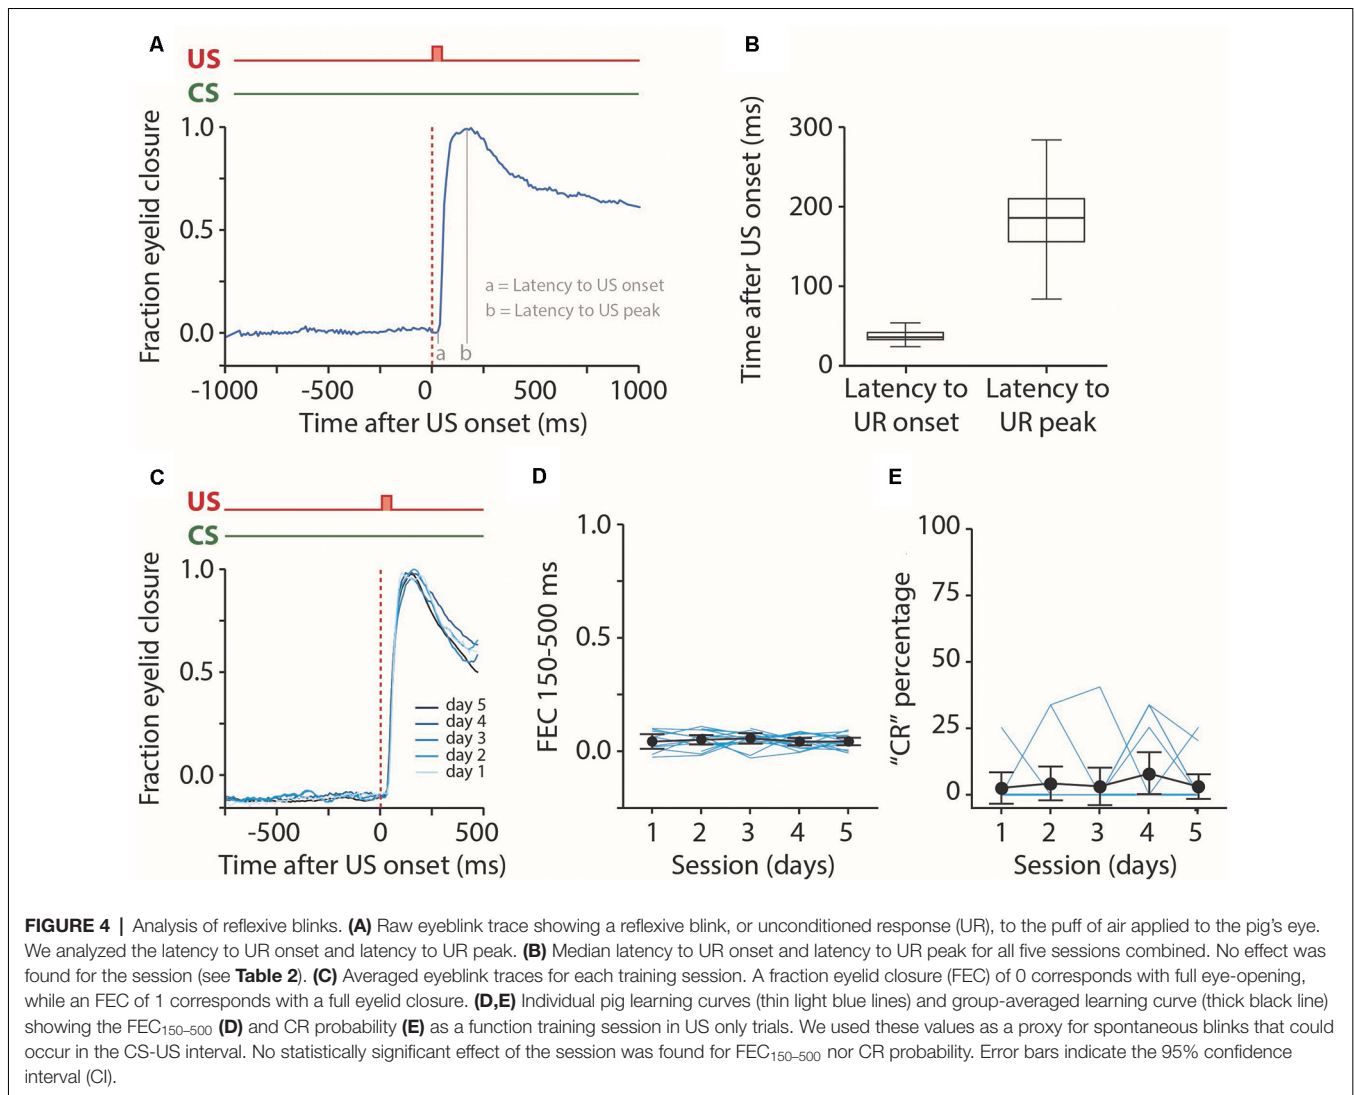 A
US
CS
Fraction eyelid closure
1.0
0.5
0.0
a = Latency to US onset
b = Latency to US peak
a b
-1000 -500 0 500 1000
Time after US onset (ms)
B
Time after US onset (ms)
300
200
100
0
Latency to UR onset
Latency to UR peak
C
US
CS
Fraction eyelid closure
1.0
0.5
0.0
day 5
day 4
day 3
day 2
day 1
-500 0 500
Time after US onset (ms)
D
FEC 150-500 ms
1.0
0.5
0.0
1 2 3 4 5
Session (days)
E
“CR” percentage
100
75
50
25
0
1 2 3 4 5
Session (days)
FIGURE 4 | Analysis of reflexive blinks. (A) Raw eyeblink trace showing a reflexive blink, or unconditioned response (UR), to the puff of air applied to the pig’s eye.
We analyzed the latency to UR onset and latency to UR peak. (B) Median latency to UR onset and latency to UR peak for all five sessions combined. No effect was
found for the session (see Table 2). (C) Averaged eyeblink traces for each training session. A fraction eyelid closure (FEC) of 0 corresponds with full eye-opening,
while an FEC of 1 corresponds with a full eyelid closure. (D,E) Individual pig learning curves (thin light blue lines) and group-averaged learning curve (thick black line)
showing the FEC150–500 (D) and CR probability (E) as a function training session in US only trials. We used these values as a proxy for spontaneous blinks that could
occur in the CS-US interval. No statistically significant effect of the session was found for FEC150–500 nor CR probability. Error bars indicate the 95% confidence
interval (CI).